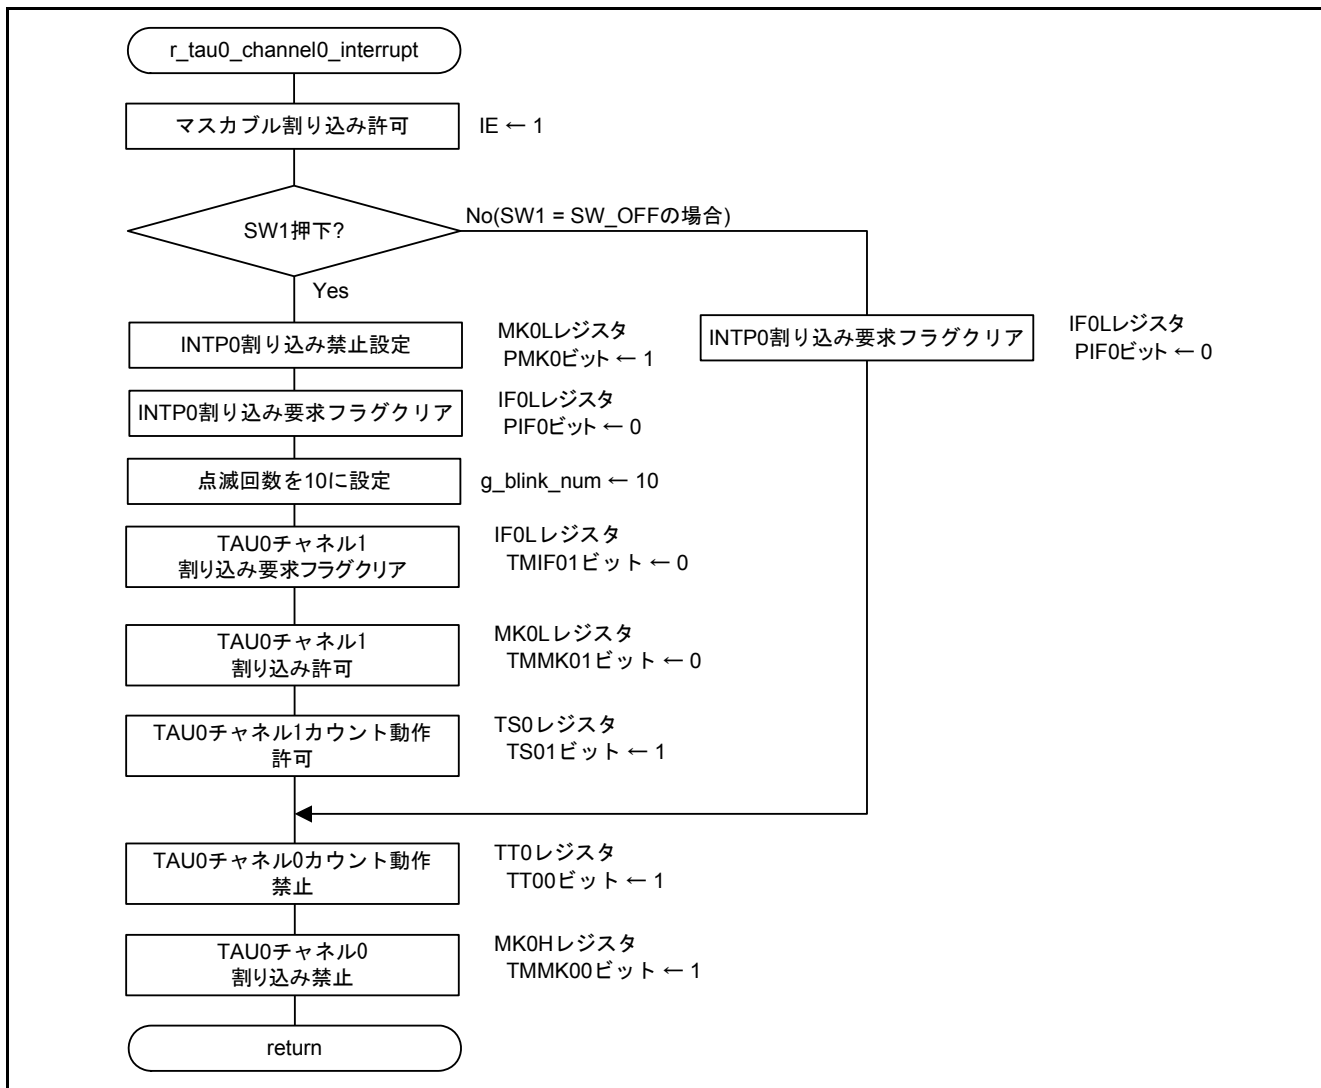 r_tau0_channel0_interrupt
マスカブル割り込み許可
IE ← 1
SW1押下?
No(SW1 = SW_OFFの場合)
Yes
INTP0割り込み禁止設定
MK0Lレジスタ
PMK0ビット ← 1
INTP0割り込み要求フラグクリア
IF0Lレジスタ
PIF0ビット ← 0
INTP0割り込み要求フラグクリア
IF0Lレジスタ
PIF0ビット ← 0
点滅回数を10に設定
g_blink_num ← 10
TAU0チャネル1
割り込み要求フラグクリア
IF0Lレジスタ
TMIF01ビット ← 0
TAU0チャネル1
割り込み許可
MK0Lレジスタ
TMMK01ビット ← 0
TAU0チャネル1カウント動作
許可
TS0レジスタ
TS01ビット ← 1
TAU0チャネル0カウント動作
禁止
TT0レジスタ
TT00ビット ← 1
TAU0チャネル0
割り込み禁止
MK0Hレジスタ
TMMK00ビット ← 1
return